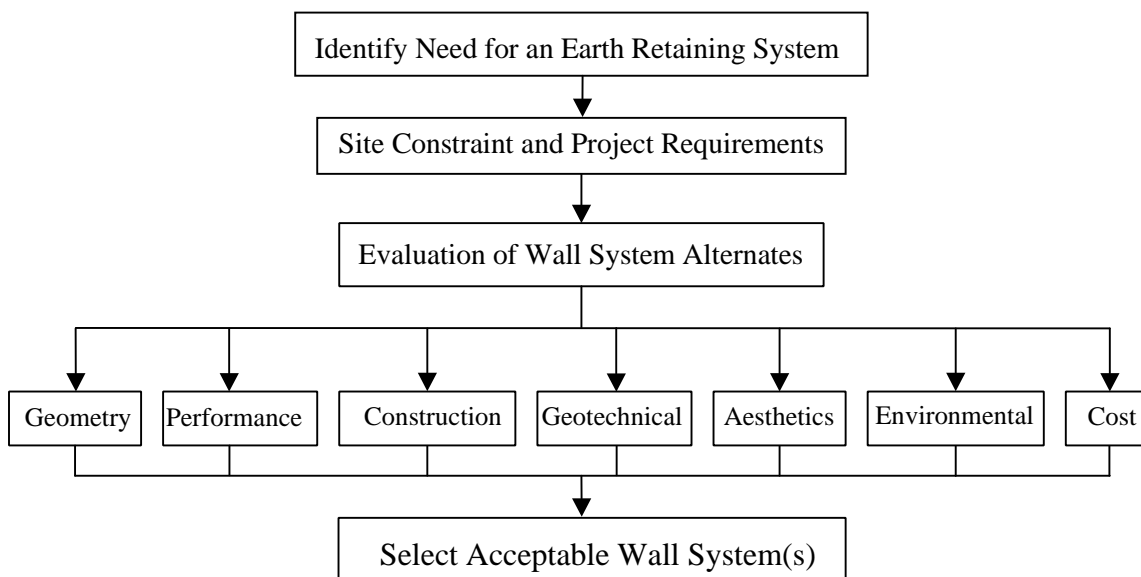 Identify Need for an Earth Retaining System
Site Constraint and Project Requirements
Evaluation of Wall System Alternates
Geometry
Performance
Construction
Geotechnical
Aesthetics
Environmental
Cost
Select Acceptable Wall System(s)